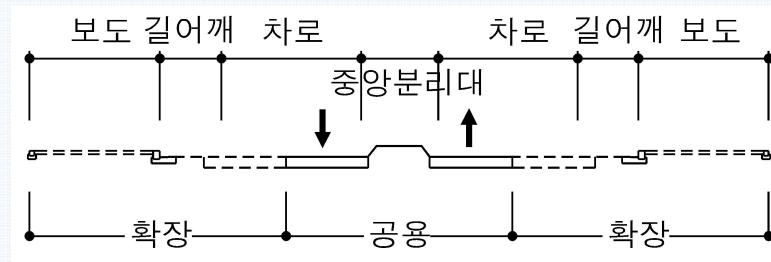 보도 길어깨 차로 차로 길어깨 보도
중앙분리대
확장 공용 확장